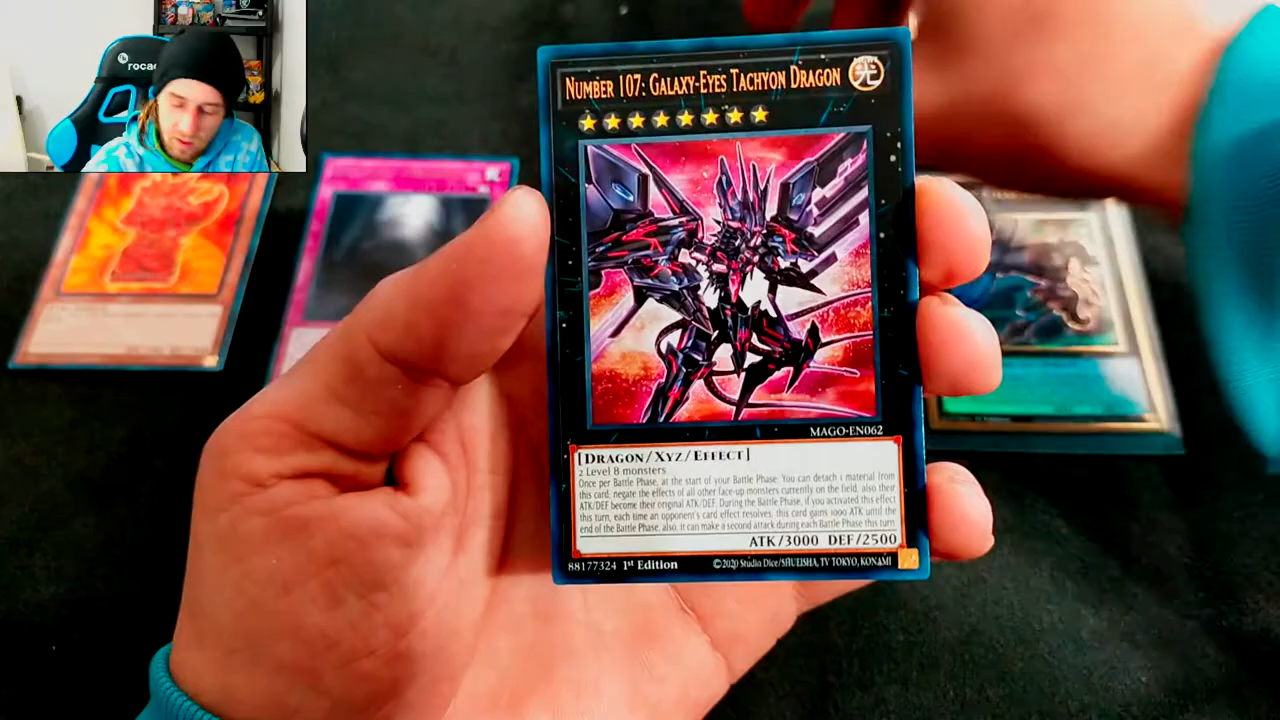 rocad
NUMBER 107: GALAXY-EYES TACHYON DRAGON
光
MAGO-EN062
[DRAGON/XYZ/EFFECT]
2 Level 8 monsters
Once per Battle Phase, at the start of your Battle Phase: You can detach 1 material from
this card; negate the effects of all other face-up monsters currently on the field, also their
ATK/DEF become their original ATK/DEF. During the Battle Phase, if you activated this effect
this turn, each time an opponent's card effect resolves, this card gains 1000 ATK until the
end of the Battle Phase, also, it can make a second attack during each Battle Phase this turn.
ATK/3000 DEF/2500
88177324 1st Edition ©2020 Studio Dice/SHUEISHA, TV TOKYO, KONAMI